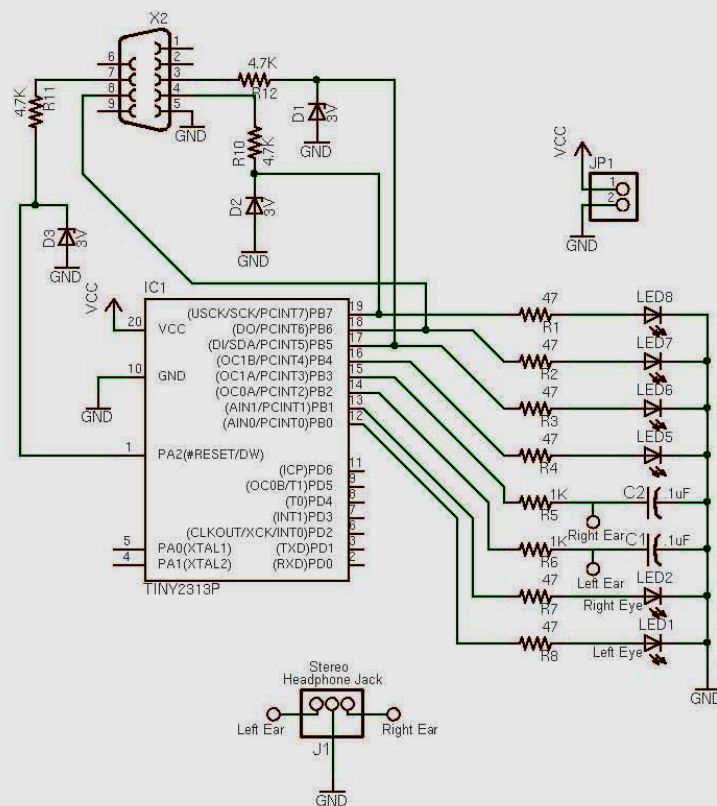 X2
1
6
2
7
3
8
4
9
5
4.7K
R11
4.7K
R12
GND
D1
3V
GND
R10
4.7K
D2
3V
GND
D3
3V
GND
VCC
JP1
1
2
GND
IC1
VCC
20
VCC
10
GND
GND
1
PA2(#RESET/DW)
5
PA0(XTAL1)
4
PA1(XTAL2)
(USCK/SCK/PCINT7)PB7
19
(DO/PCINT6)PB6
18
(DI/SDA/PCINT5)PB5
17
(OC1B/PCINT4)PB4
16
(OC1A/PCINT3)PB3
15
(OC0A/PCINT2)PB2
14
(AIN1/PCINT1)PB1
13
(AIN0/PCINT0)PB0
12
(ICP)PD6
11
(OC0B/T1)PD5
9
(T0)PD4
8
(INT1)PD3
7
(CLKOUT/XCK/INT0)PD2
6
(TXD)PD1
3
(RXD)PD0
2
TINY2313P
47
R1
LED8
47
R2
LED7
47
R3
LED6
47
R4
LED5
1K
R5
Right Ear
C2
.1uF
1K
R6
Left Ear
C1
.1uF
47
R7
Right Eye
LED2
47
R8
Left Eye
LED1
GND
Stereo
Headphone Jack
Left Ear
Right Ear
J1
GND